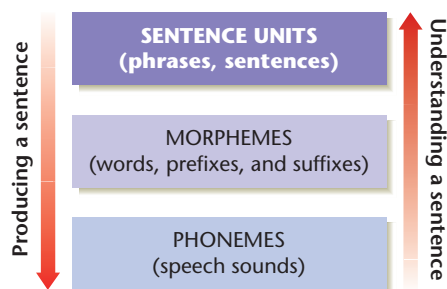 Producing a sentence
SENTENCE UNITS
(phrases, sentences)
MORPHEMES
(words, prefixes, and suffixes)
PHONEMES
(speech sounds)
Understanding a sentence